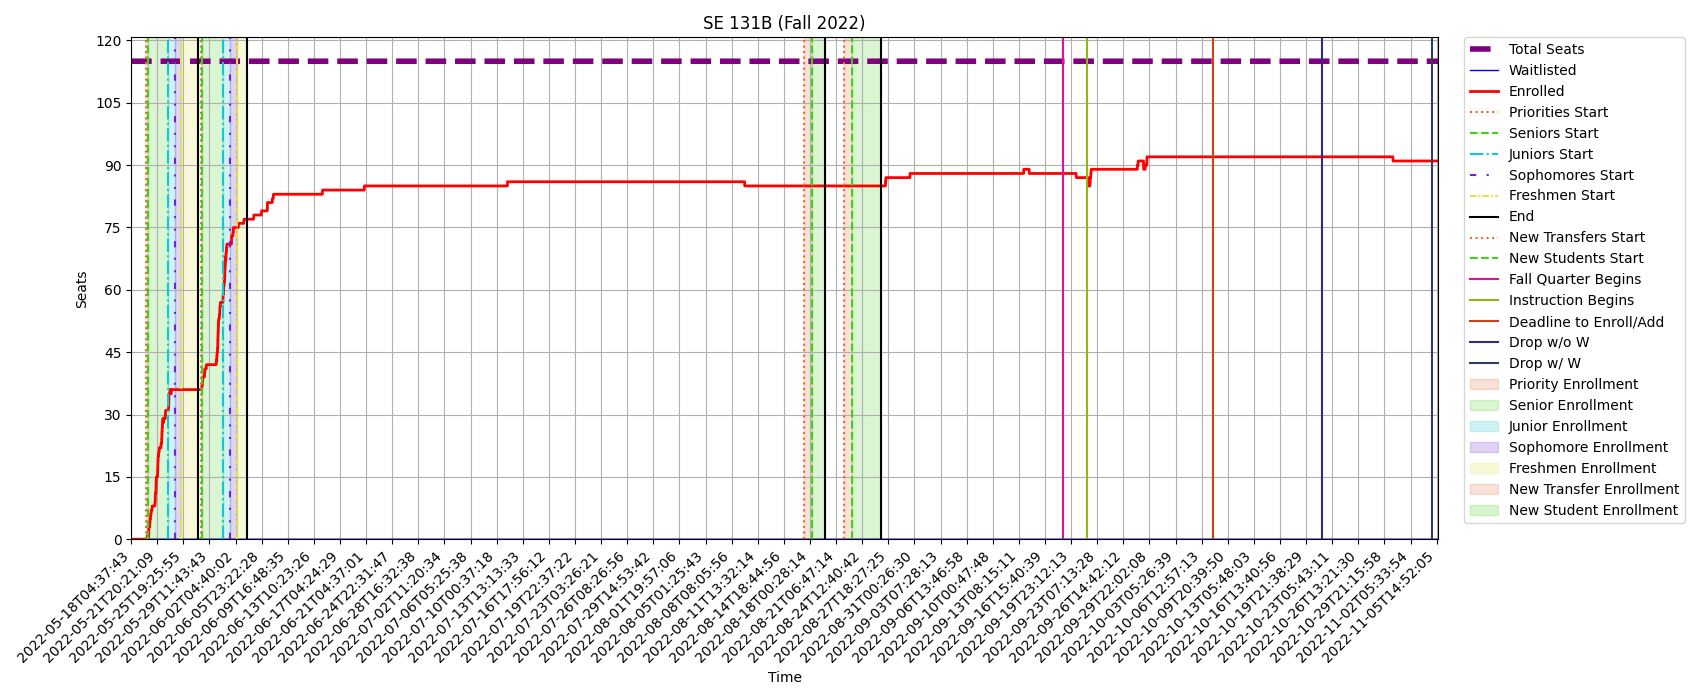 SE 131B (Fall 2022)
120
105
90
75
60
45
30
15
0
Seats
2022-05-18T04:37:43
2022-05-21T20:21:09
2022-05-25T19:25:55
2022-05-29T11:43:43
2022-06-02T04:40:02
2022-06-05T23:22:28
2022-06-09T16:48:35
2022-06-13T10:23:26
2022-06-17T04:24:29
2022-06-21T04:37:01
2022-06-24T22:31:47
2022-06-28T16:32:38
2022-07-02T11:20:34
2022-07-06T05:25:38
2022-07-10T00:37:18
2022-07-13T13:13:33
2022-07-16T17:56:12
2022-07-19T22:37:22
2022-07-23T03:26:21
2022-07-26T08:26:56
2022-07-29T14:53:42
2022-08-01T19:57:06
2022-08-05T01:25:43
2022-08-08T08:05:56
2022-08-11T13:32:14
2022-08-14T18:44:56
2022-08-18T00:28:14
2022-08-21T06:47:14
2022-08-24T12:40:42
2022-08-27T18:27:25
2022-08-31T00:26:30
2022-09-03T07:28:13
2022-09-06T13:46:58
2022-09-10T00:47:48
2022-09-13T08:15:11
2022-09-16T15:40:39
2022-09-19T23:12:13
2022-09-23T07:13:28
2022-09-26T14:42:12
2022-09-29T22:02:08
2022-10-03T05:26:39
2022-10-06T12:57:13
2022-10-09T20:39:50
2022-10-13T05:48:03
2022-10-16T13:40:56
2022-10-19T21:38:29
2022-10-23T05:43:11
2022-10-26T13:21:30
2022-10-29T21:15:58
2022-11-02T05:33:54
2022-11-05T14:52:05
Time
Total Seats
Waitlisted
Enrolled
Priorities Start
Seniors Start
Juniors Start
Sophomores Start
Freshmen Start
End
New Transfers Start
New Students Start
Fall Quarter Begins
Instruction Begins
Deadline to Enroll/Add
Drop w/o W
Drop w/ W
Priority Enrollment
Senior Enrollment
Junior Enrollment
Sophomore Enrollment
Freshmen Enrollment
New Transfer Enrollment
New Student Enrollment